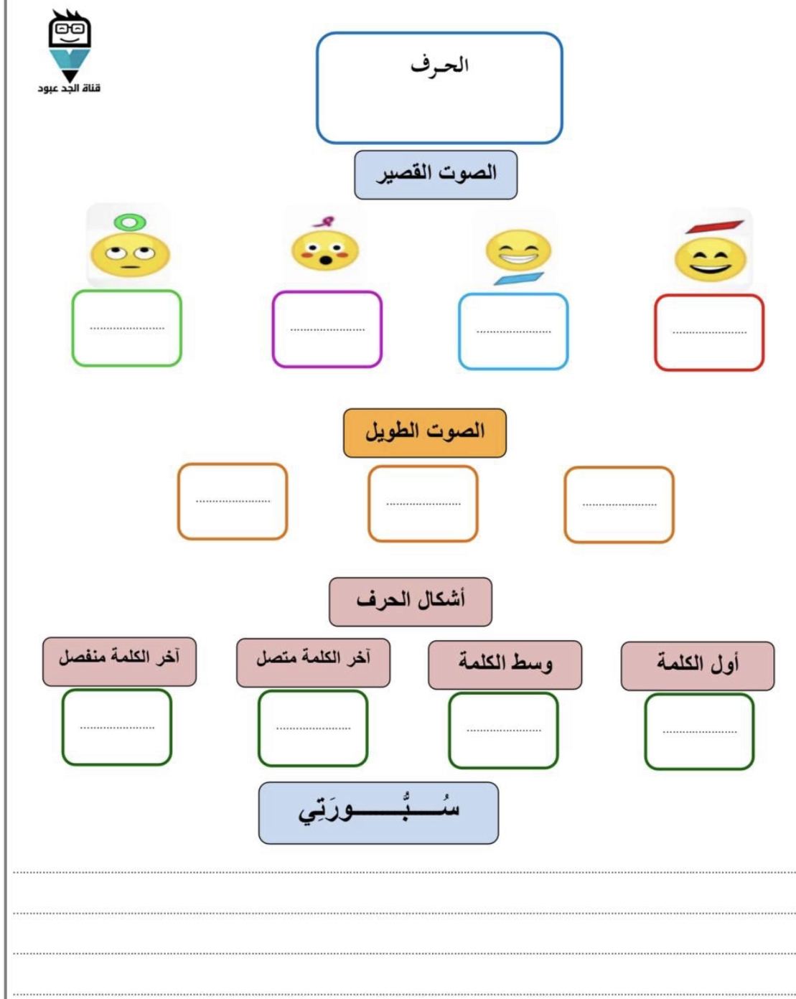 قناة الجد عبود
الحـرف
الصوت القصير
الصوت الطويل
أشكال الحرف
أول الكلمة
وسط الكلمة
آخر الكلمة متصل
آخر الكلمة منفصل
سُـــبُّـــــورَتِي